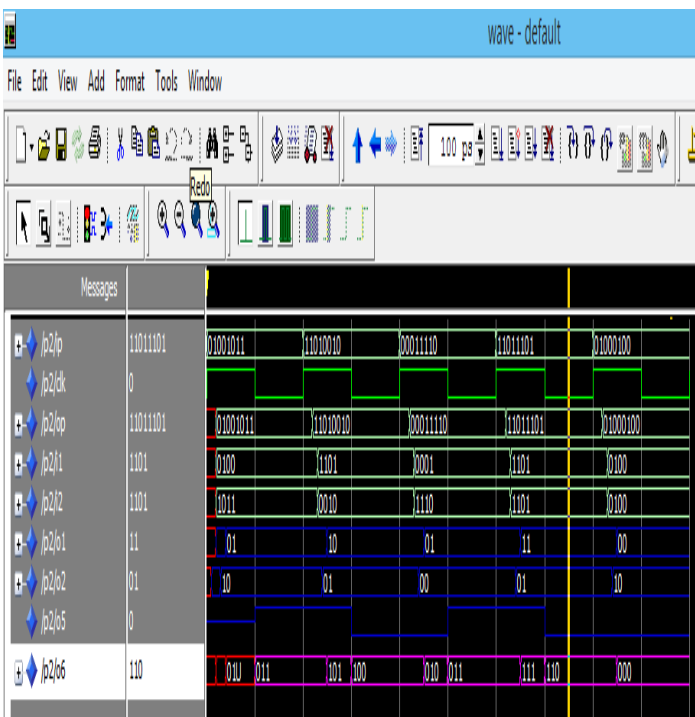 wave - default
File Edit View Add Format Tools Window
100 ps
Redo
Messages
/p2/ip 11011101 01001011 11010010 00011110 11011101 01000100
/p2/clk 0
/p2/op 11011101 01001011 11010010 00011110 11011101 01000100
/p2/i1 1101 0100 1101 0001 1101 0100
/p2/i2 1101 1011 0010 1110 1101 0100
/p2/o1 11 01 10 01 11 00
/p2/o2 01 10 01 00 01 10
/p2/o5 0
/p2/o6 110 01U 011 101 100 010 011 111 110 000